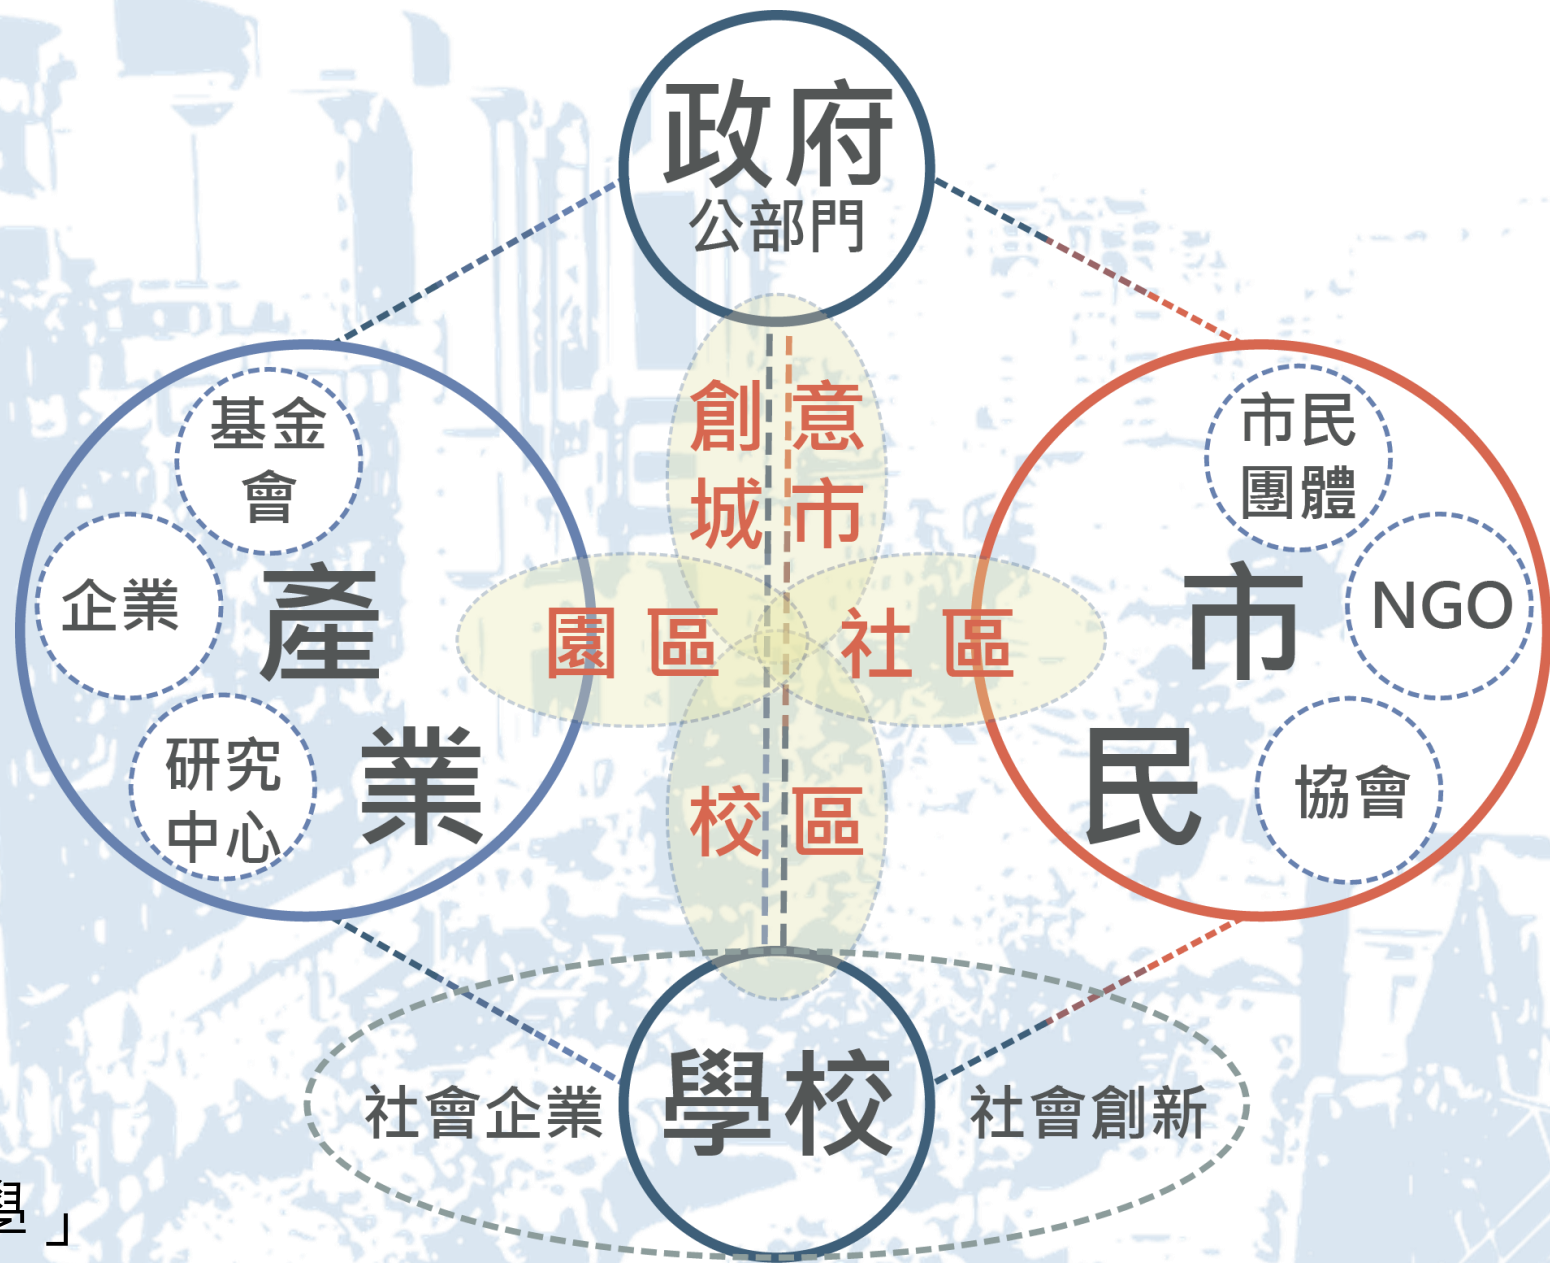 政府
公部門
創意
城市
園區
社區
校區
基金
會
企業
產
業
研究
中心
市民
團體
NGO
市
民
協會
社會企業
學校
社會創新
學」